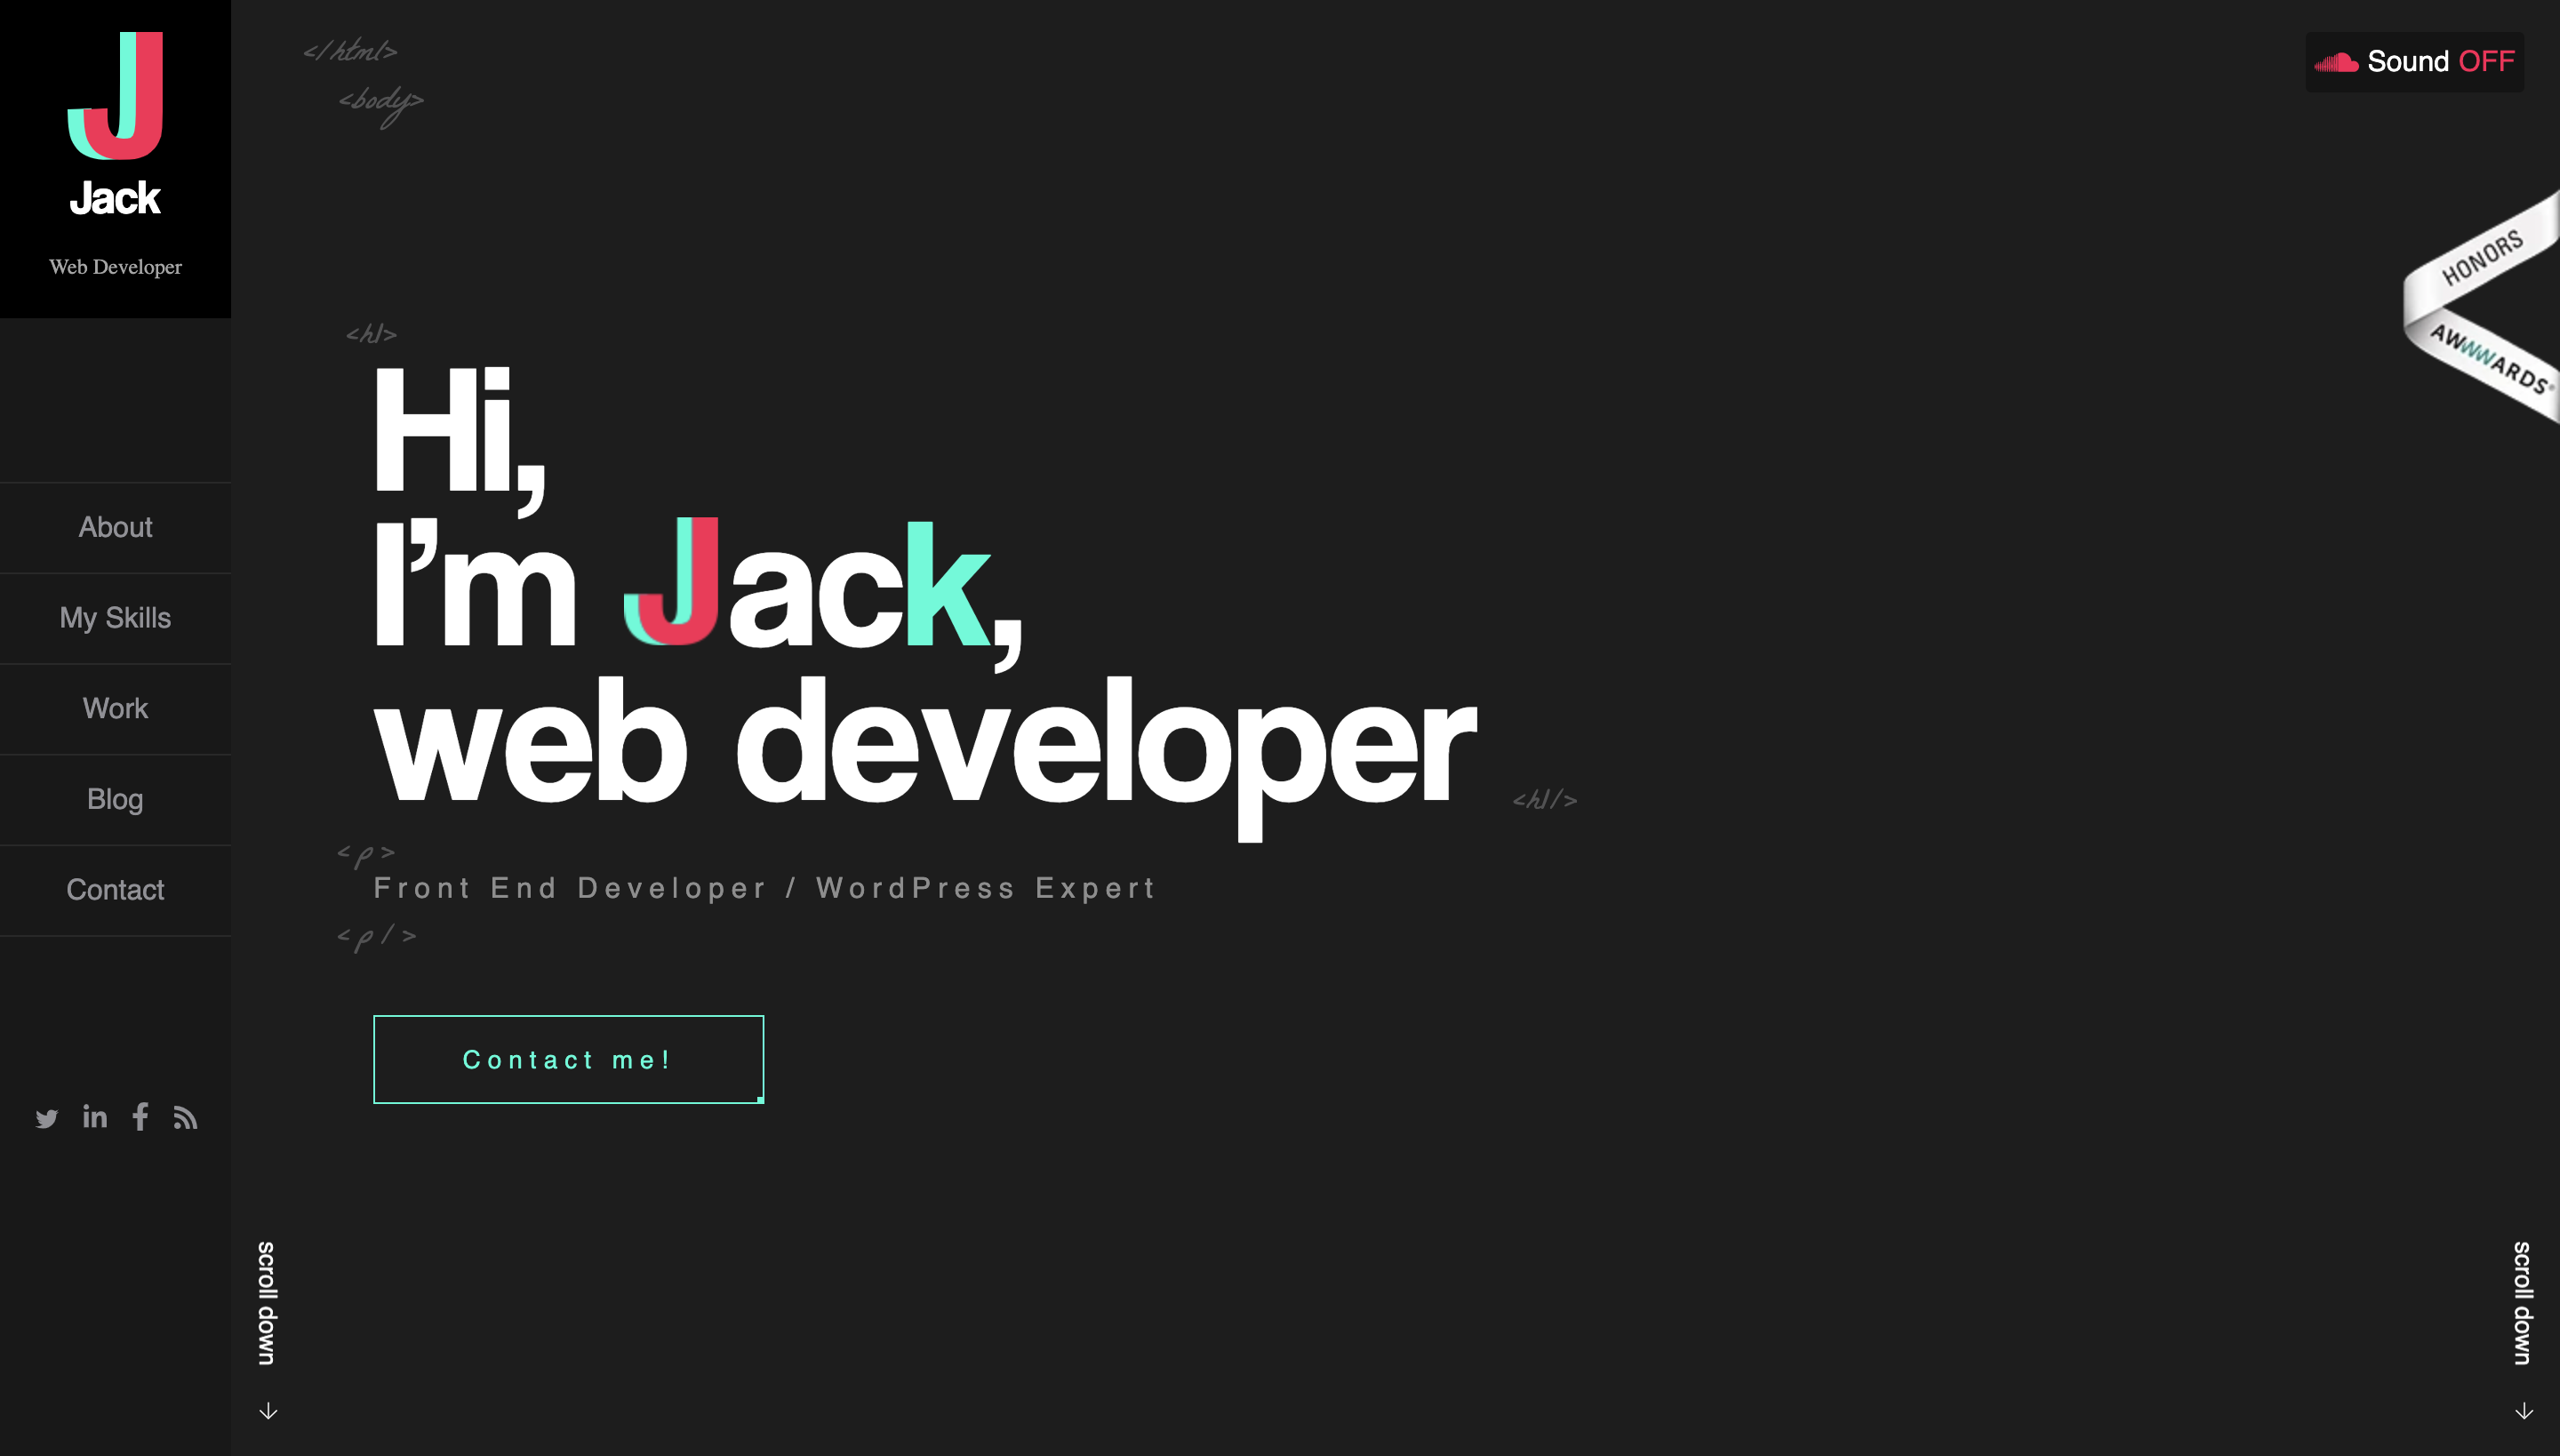 J
Jack
Web Developer
About
My Skills
Work
Blog
Contact
</html>
<body>
<h1>
Hi,
I’m Jack,
web developer
<h1/>
<p>
Front End Developer / WordPress Expert
<p/>
Contact me!
Sound OFF
HONORS
AWWWARDS
scroll down
scroll down